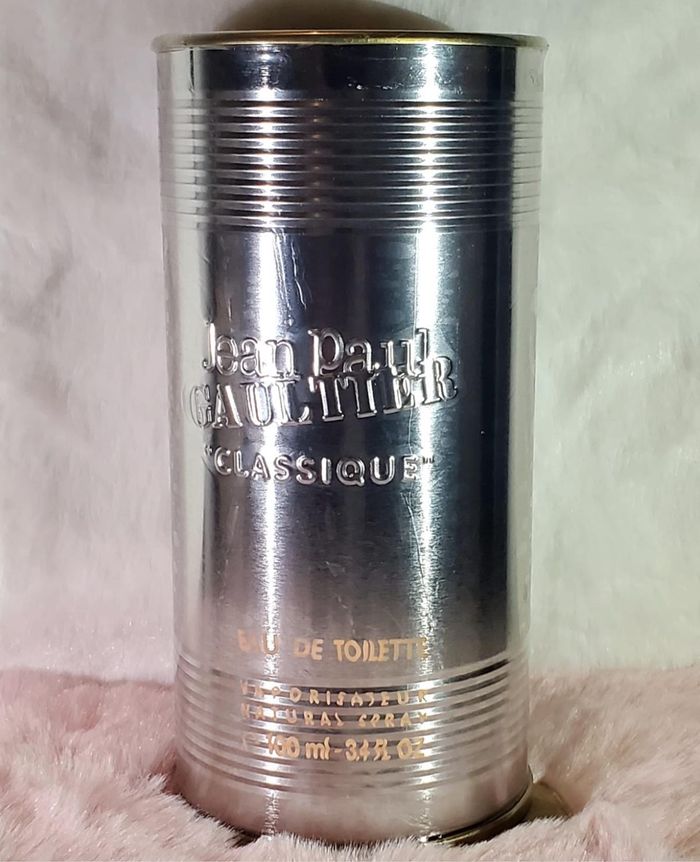 Jean Paul
GAULTIER
"CLASSIQUE"
EAU DE TOILETTE
VAPORISATEUR
NATURAL SPRAY
℮ 100 ml - 3.4 fl. OZ